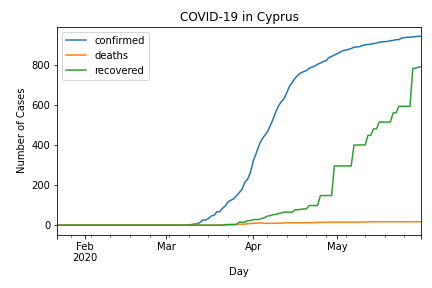 COVID-19 in Cyprus
confirmed
deaths
recovered
Number of Cases
800
600
400
200
0
Feb
2020
Mar
Apr
May
Day